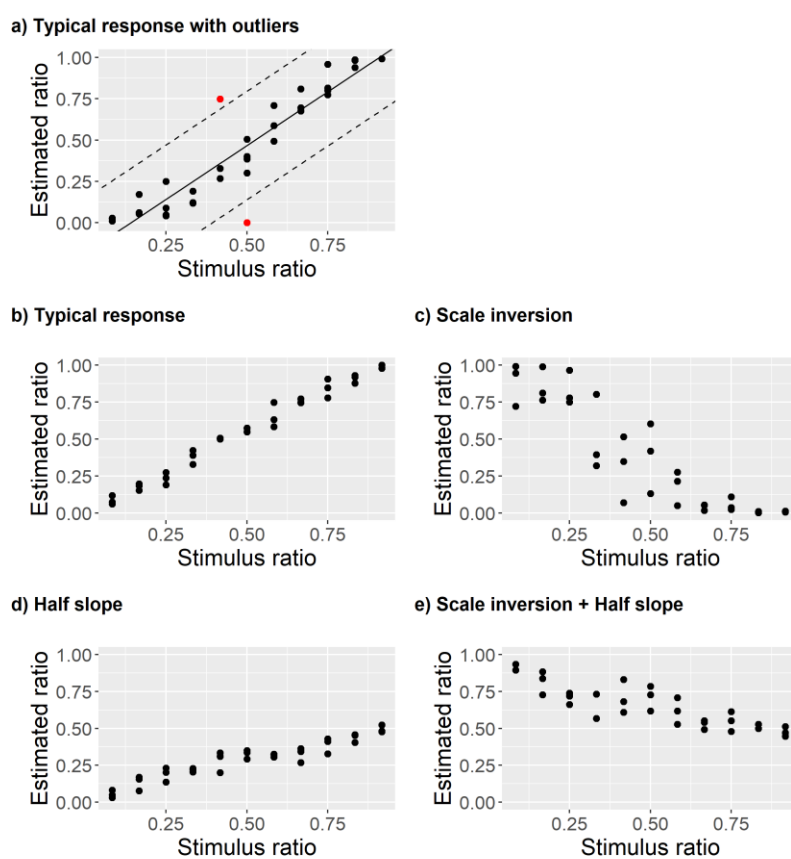 a) Typical response with outliers
1.00
0.75
0.50
0.25
0.00
Estimated ratio
0.25 0.50 0.75
Stimulus ratio
b) Typical response
1.00
0.75
0.50
0.25
0.00
Estimated ratio
0.25 0.50 0.75
Stimulus ratio
c) Scale inversion
1.00
0.75
0.50
0.25
0.00
Estimated ratio
0.25 0.50 0.75
Stimulus ratio
d) Half slope
1.00
0.75
0.50
0.25
0.00
Estimated ratio
0.25 0.50 0.75
Stimulus ratio
e) Scale inversion + Half slope
1.00
0.75
0.50
0.25
0.00
Estimated ratio
0.25 0.50 0.75
Stimulus ratio